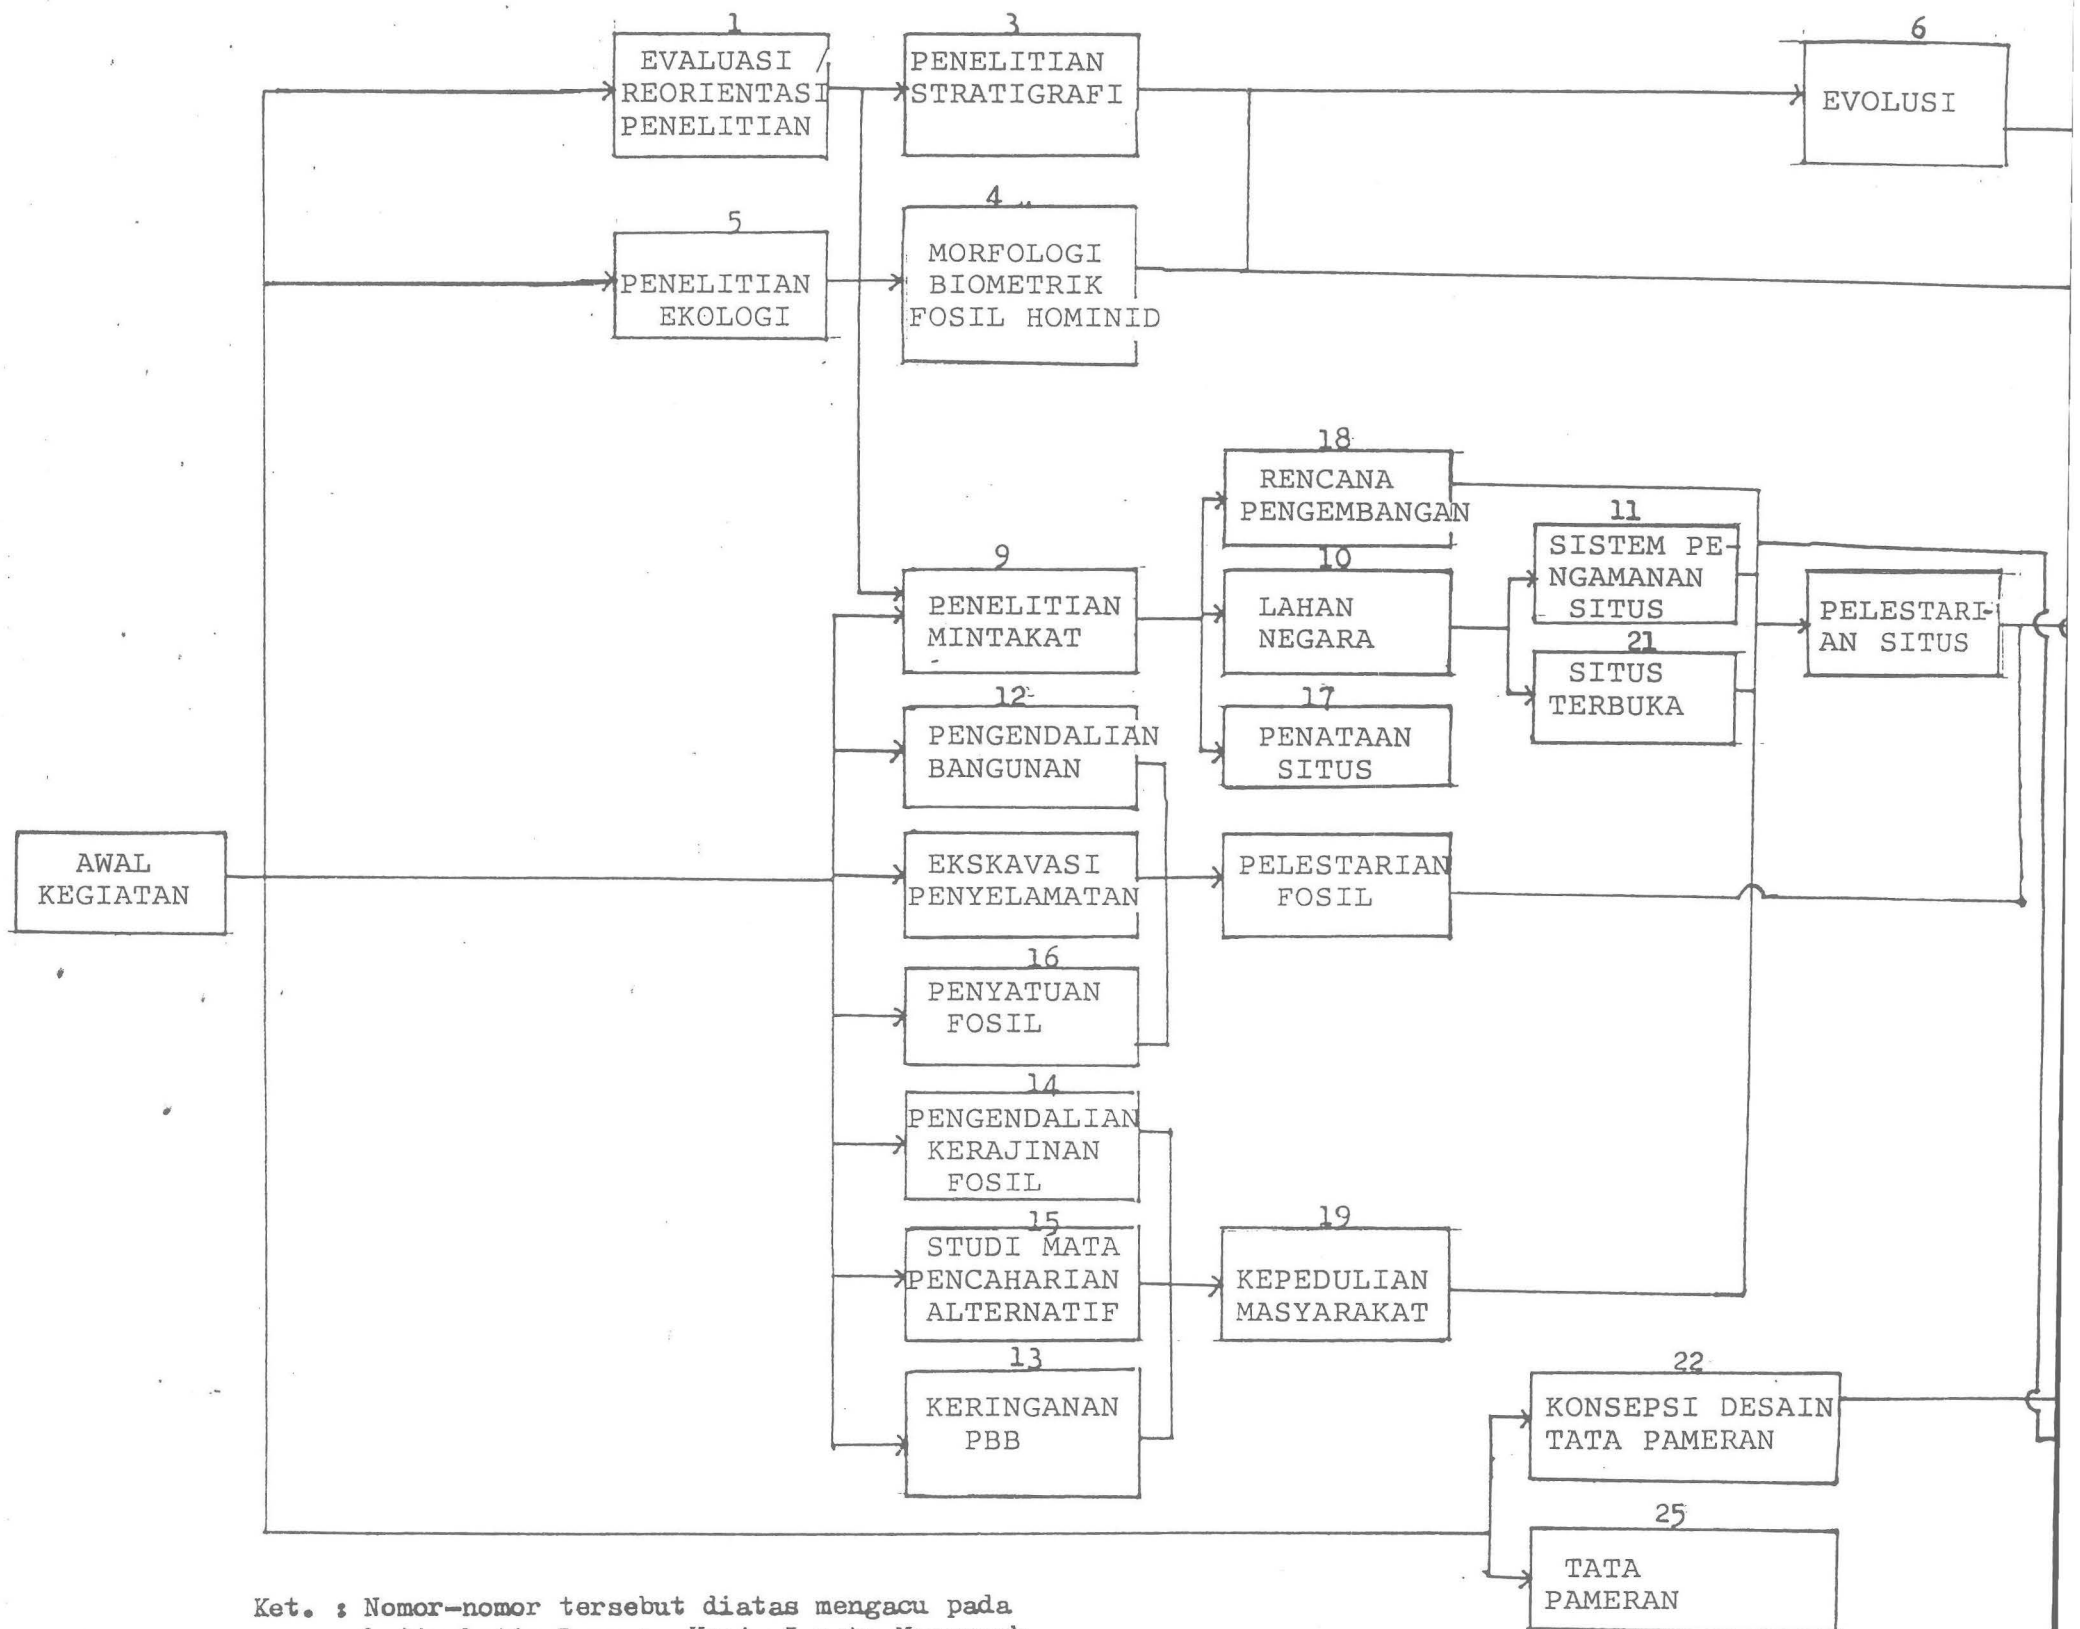 1
EVALUASI /
REORIENTASI
PENELITIAN
3
PENELITIAN
STRATIGRAFI
6
EVOLUSI
5
PENELITIAN
EKOLOGI
4
MORFOLOGI
BIOMETRIK
FOSIL HOMINID
18
RENCANA
PENGEMBANGAN
9
PENELITIAN
MINTAKAT
10
LAHAN
NEGARA
11
SISTEM PE-
NGAMANAN
SITUS
21
SITUS
TERBUKA
PELESTARI-
AN SITUS
12
PENGENDALIAN
BANGUNAN
17
PENATAAN
SITUS
AWAL
KEGIATAN
EKSKAVASI
PENYELAMATAN
PELESTARIAN
FOSIL
16
PENYATUAN
FOSIL
14
PENGENDALIAN
KERAJINAN
FOSIL
15
STUDI MATA
PENCAHARIAN
ALTERNATIF
19
KEPEDULIAN
MASYARAKAT
13
KERINGANAN
PBB
22
KONSEPSI DESAIN
TATA PAMERAN
25
TATA
PAMERAN
Ket. : Nomor-nomor tersebut diatas mengacu pada